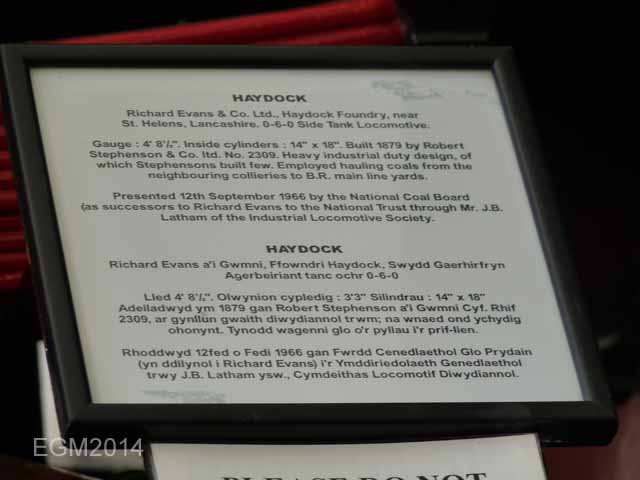 HAYDOCK
Richard Evans & Co. Ltd., Haydock Foundry, near
St. Helens, Lancashire. 0-6-0 Side Tank Locomotive.
Gauge : 4' 8½". Inside cylinders : 14" x 18". Built 1879 by Robert
Stephenson & Co. ltd. No. 2309. Heavy industrial duty design, of
which Stephensons built few. Employed hauling coals from the
neighbouring collieries to B.R. main line yards.
Presented 12th September 1966 by the National Coal Board
(as successors to Richard Evans to the National Trust through Mr. J.B.
Latham of the Industrial Locomotive Society.
HAYDOCK
Richard Evans a'i Gwmni, Ffowndri Haydock, Swydd Gaerhirfryn
Agerbeiriant tanc ochr 0-6-0
Lled 4' 8½". Olwynion cypledig : 3'3" Silindrau : 14" x 18"
Adeiladwyd ym 1879 gan Robert Stephenson a'i Gwmni Cyf. Rhif
2309, ar gynllun gwaith diwydiannol trwm; na wnaed ond ychydig
ohonynt. Tynodd wagenni glo o'r pyllau i'r prif-lien.
Rhoddwyd 12fed o Fedi 1966 gan Fwrdd Cenedlaethol Glo Prydain
(yn ddilynol i Richard Evans) i'r Ymddiriedolaeth Genedlaethol
trwy J.B. Latham ysw., Cymdeithas Locomotif Diwydiannol.
PLEASE DO NOT
EGM2014